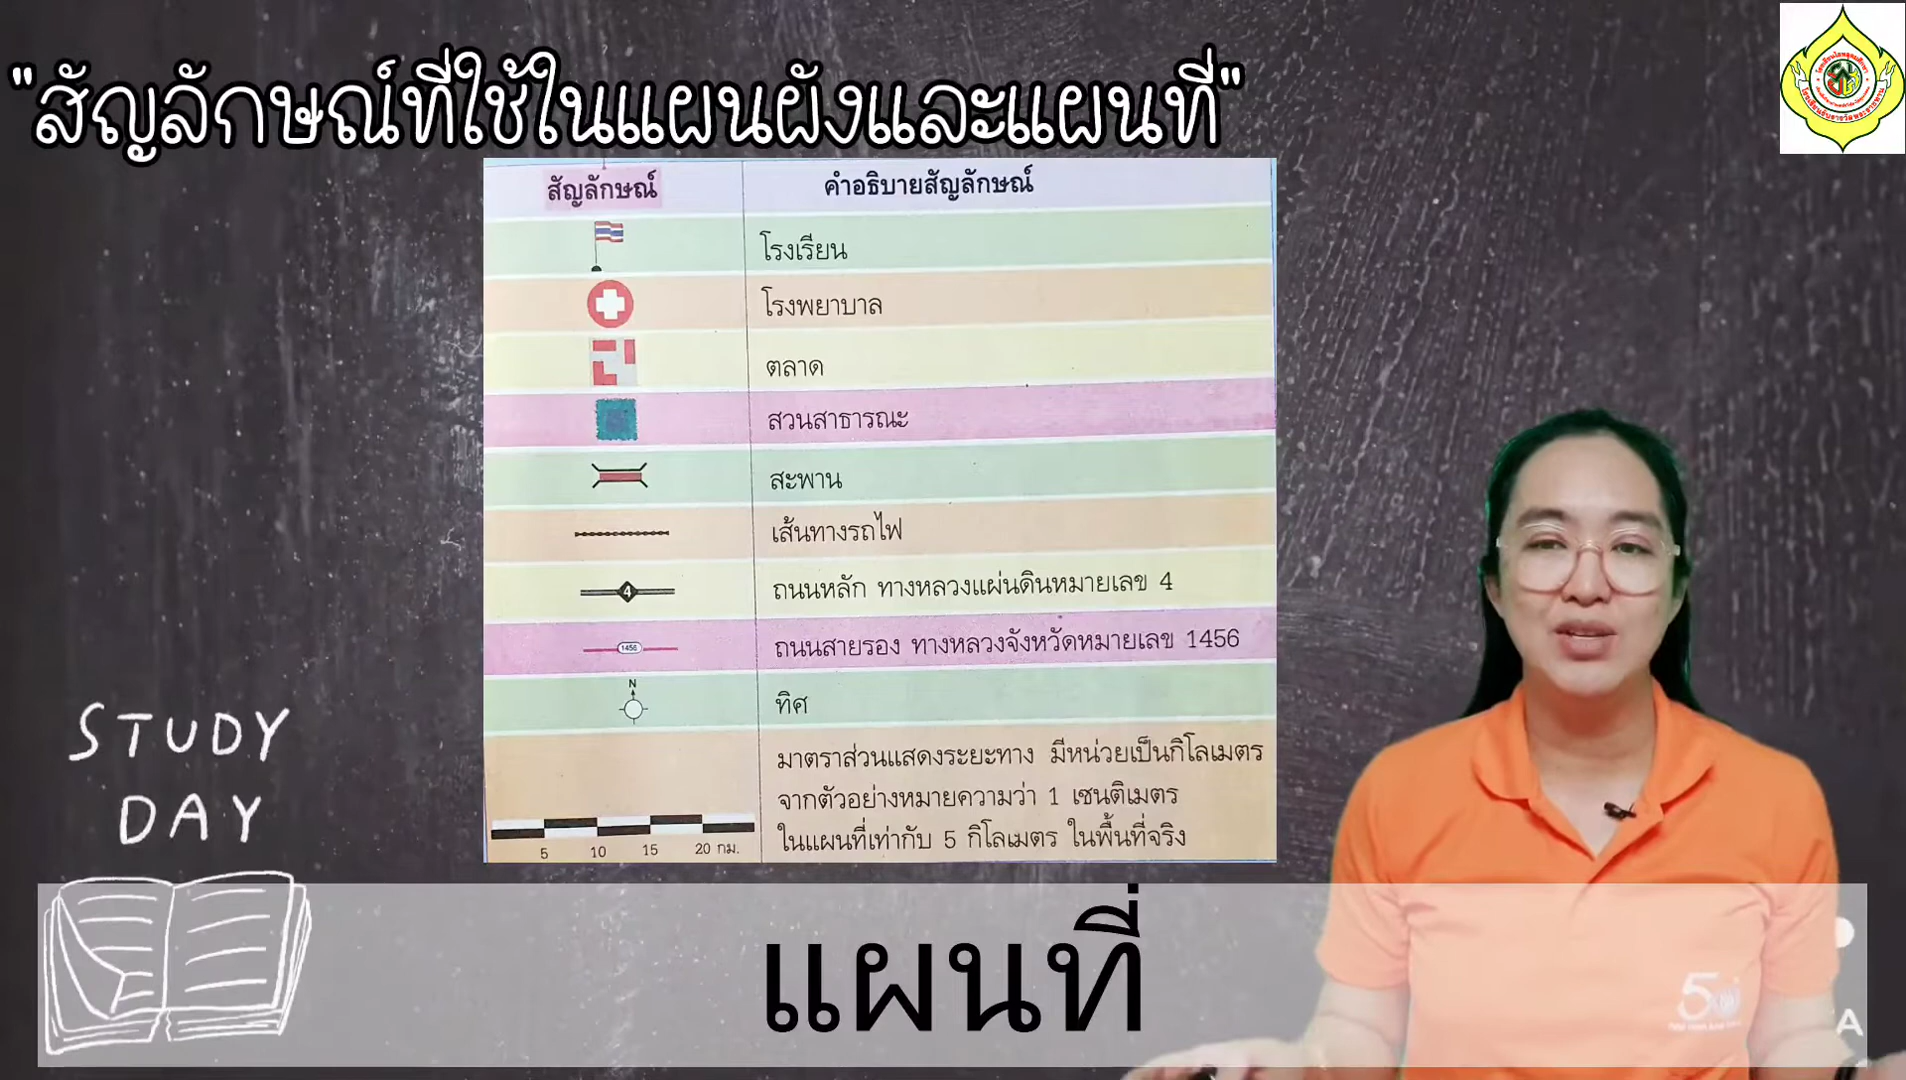 "สัญลักษณ์ที่ใช้ในแผนผังและแผนที่"
สัญลักษณ์ คำอธิบายสัญลักษณ์
โรงเรียน
โรงพยาบาล
ตลาด
สวนสาธารณะ
สะพาน
เส้นทางรถไฟ
4 ถนนหลัก ทางหลวงแผ่นดินหมายเลข 4
1456 ถนนสายรอง ทางหลวงจังหวัดหมายเลข 1456
N
ทิศ
มาตราส่วนแสดงระยะทาง มีหน่วยเป็นกิโลเมตร
จากตัวอย่างหมายความว่า 1 เซนติเมตร
ในแผนที่เท่ากับ 5 กิโลเมตร ในพื้นที่จริง
5 10 15 20 กม.
STUDY
DAY
แผนที่
5
A